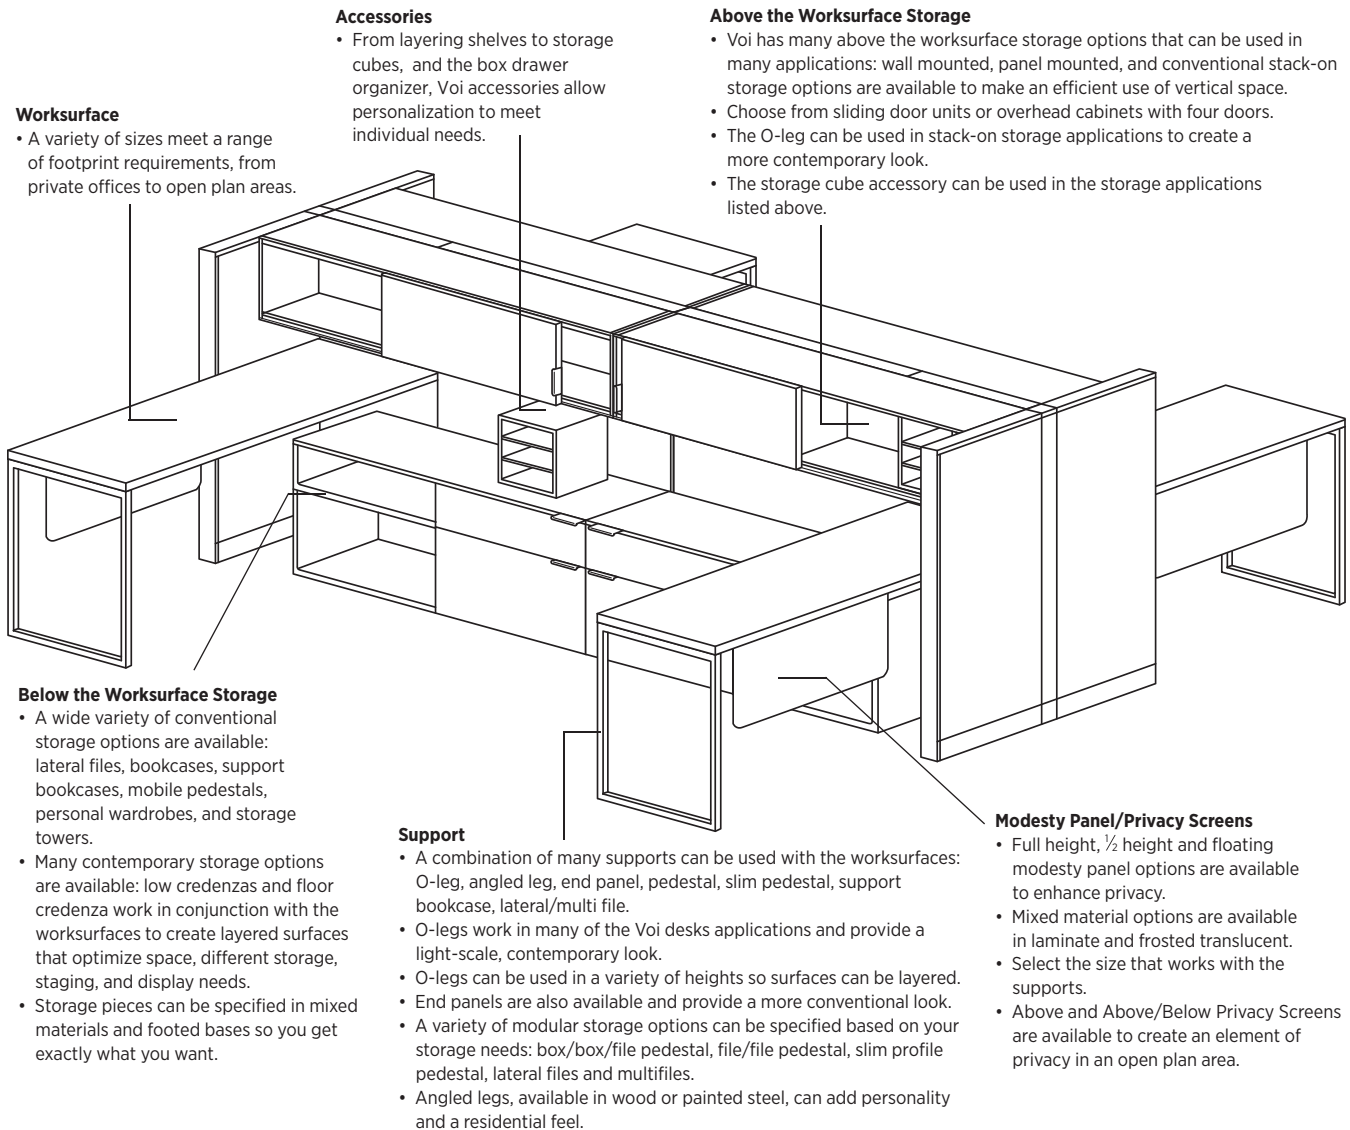 Accessories
• From layering shelves to storage
cubes, and the box drawer
organizer, Voi accessories allow
personalization to meet
individual needs.
Above the Worksurface Storage
• Voi has many above the worksurface storage options that can be used in
many applications: wall mounted, panel mounted, and conventional stack-on
storage options are available to make an efficient use of vertical space.
• Choose from sliding door units or overhead cabinets with four doors.
• The O-leg can be used in stack-on storage applications to create a
more contemporary look.
• The storage cube accessory can be used in the storage applications
listed above.
Worksurface
• A variety of sizes meet a range
of footprint requirements, from
private offices to open plan areas.
Below the Worksurface Storage
• A wide variety of conventional
storage options are available:
lateral files, bookcases, support
bookcases, mobile pedestals,
personal wardrobes, and storage
towers.
• Many contemporary storage options
are available: low credenzas and floor
credenza work in conjunction with the
worksurfaces to create layered surfaces
that optimize space, different storage,
staging, and display needs.
• Storage pieces can be specified in mixed
materials and footed bases so you get
exactly what you want.
Support
• A combination of many supports can be used with the worksurfaces:
O-leg, angled leg, end panel, pedestal, slim pedestal, support
bookcase, lateral/multi file.
• O-legs work in many of the Voi desks applications and provide a
light-scale, contemporary look.
• O-legs can be used in a variety of heights so surfaces can be layered.
• End panels are also available and provide a more conventional look.
• A variety of modular storage options can be specified based on your
storage needs: box/box/file pedestal, file/file pedestal, slim profile
pedestal, lateral files and multifiles.
• Angled legs, available in wood or painted steel, can add personality
and a residential feel.
Modesty Panel/Privacy Screens
• Full height, ½ height and floating
modesty panel options are available
to enhance privacy.
• Mixed material options are available
in laminate and frosted translucent.
• Select the size that works with the
supports.
• Above and Above/Below Privacy Screens
are available to create an element of
privacy in an open plan area.